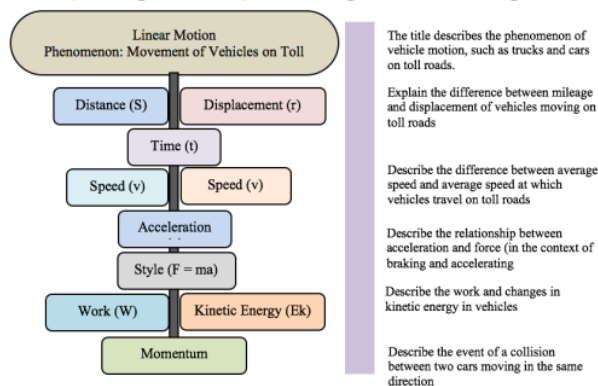 Linear Motion
Phenomenon: Movement of Vehicles on Toll
Distance (S)
Displacement (r)
Time (t)
Speed (v)
Speed (v)
Acceleration
Style (F = ma)
Work (W)
Kinetic Energy (Ek)
Momentum
The title describes the phenomenon of
vehicle motion, such as trucks and cars
on toll roads.
Explain the difference between mileage
and displacement of vehicles moving on
toll roads
Describe the difference between average
speed and average speed at which
vehicles travel on toll roads
Describe the relationship between
acceleration and force (in the context of
braking and accelerating
Describe the work and changes in
kinetic energy in vehicles
Describe the event of a collision
between two cars moving in the same
direction